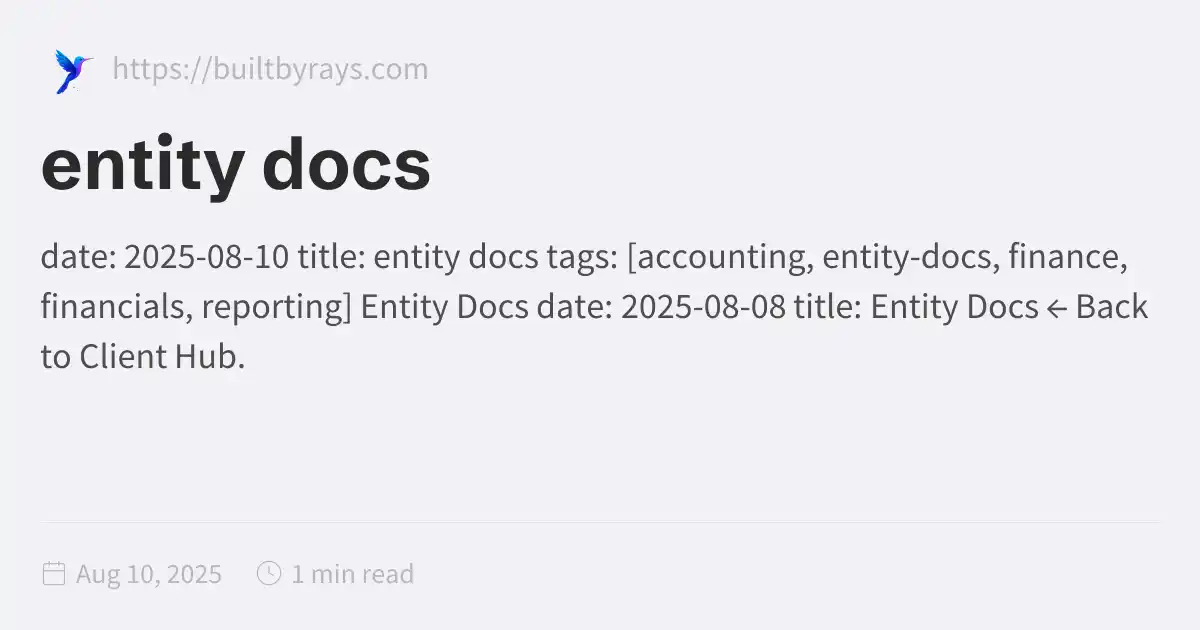 https://builtbyrays.com
entity docs
date: 2025-08-10 title: entity docs tags: [accounting, entity-docs, finance,
financials, reporting] Entity Docs date: 2025-08-08 title: Entity Docs ← Back
to Client Hub.
Aug 10, 2025 1 min read